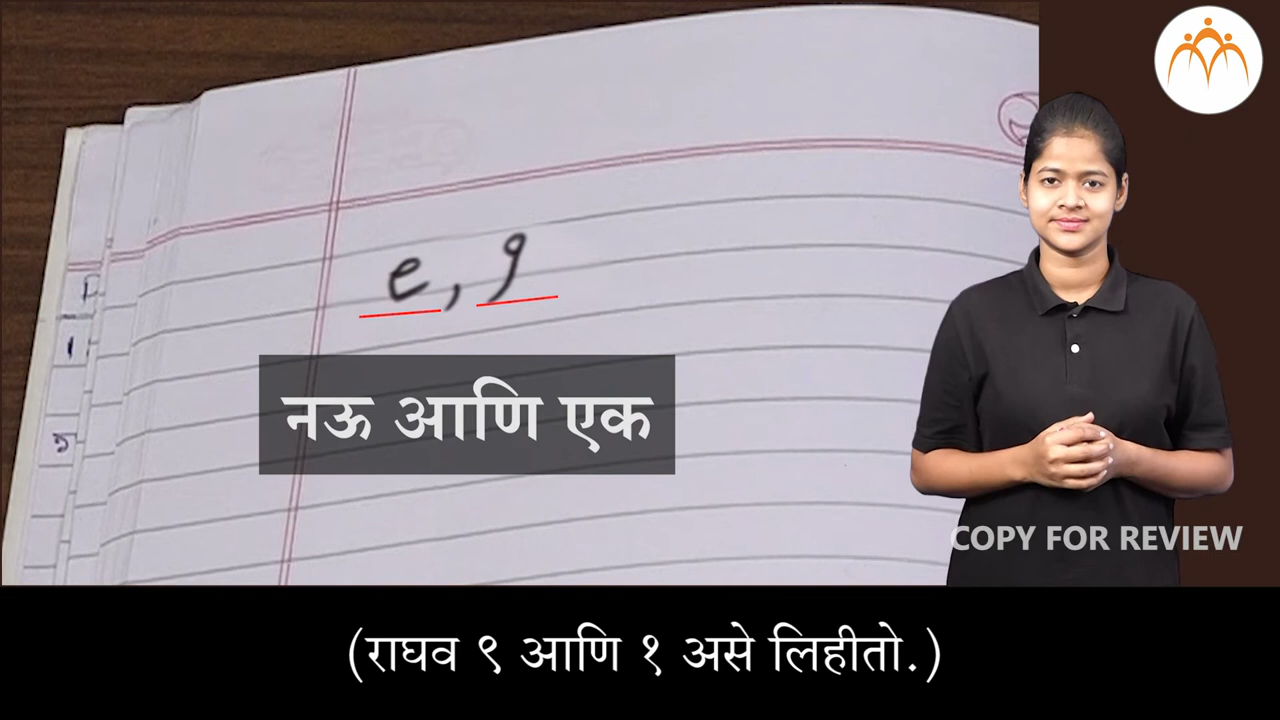 ९, १
नऊ आणि एक
COPY FOR REVIEW
(राघव ९ आणि १ असे लिहीतो.)